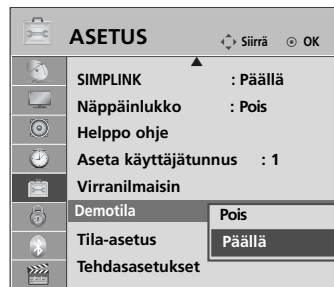 ASETUS Siirrä OK
SIMPLINK : Päällä
Näppäinlukko : Pois
Helppo ohje
Aseta käyttäjätunnus : 1
Virranilmaisin
Demotila Pois
Päällä
Tila-asetus
Tehdasasetukset